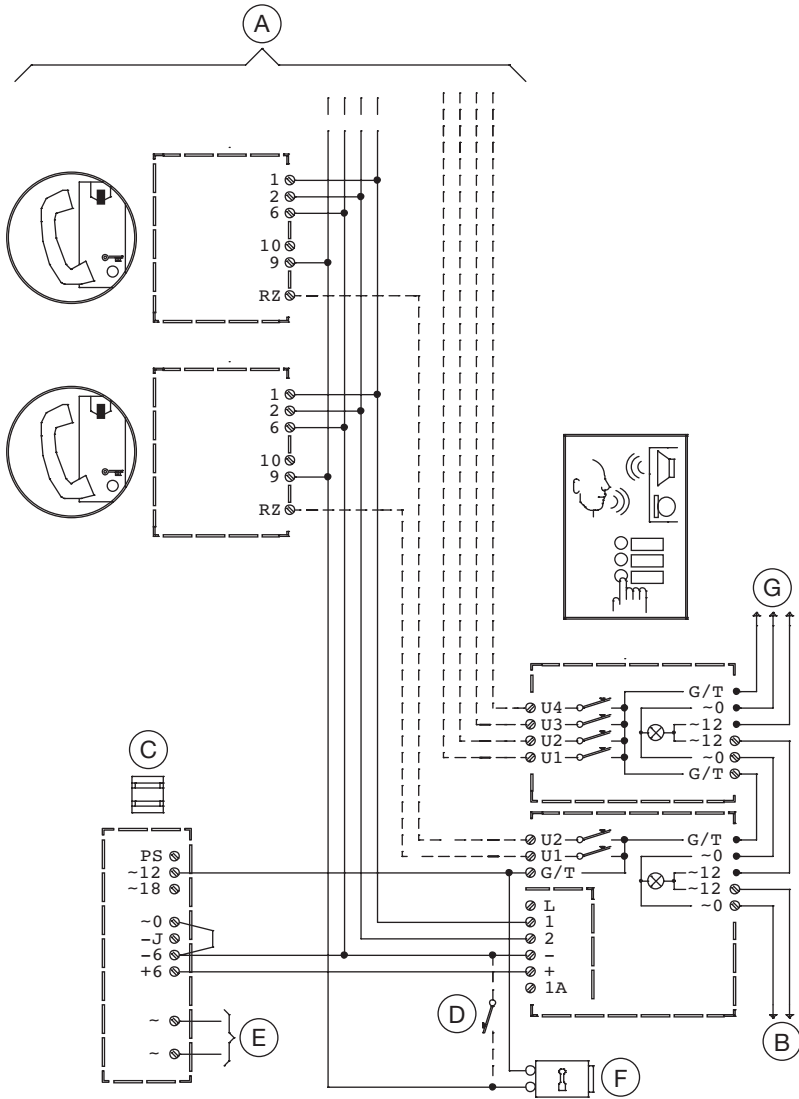 A
1
2
6
10
9
RZ
1
2
6
10
9
RZ
G
G/T
U4 ~0
U3 ~12
U2 ~12
U1 ~0
G/T
C
U2 G/T
PS U1 ~0
~12 G/T ~12
~18 ~12
L ~0
~0 1
-J 2
-6 -
+6 +
1A
D
~
E
B
~
F